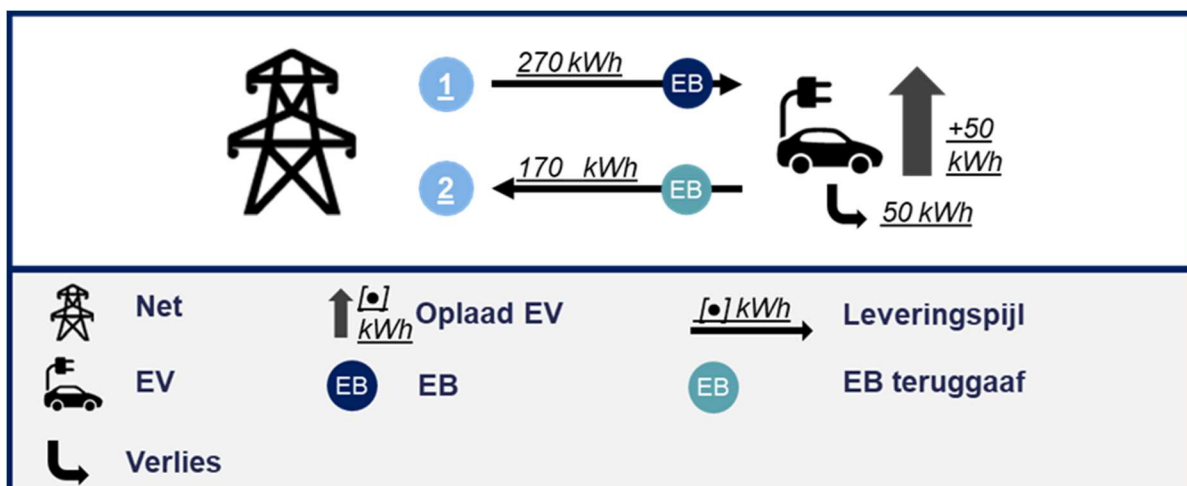 1
270 kWh
EB
+50
kWh
2
170 kWh
EB
50 kWh
Net
[●]
kWh
Oplaad EV
[●] kWh
Leveringspijl
EV
EB
EB
EB
EB teruggaaf
Verlies